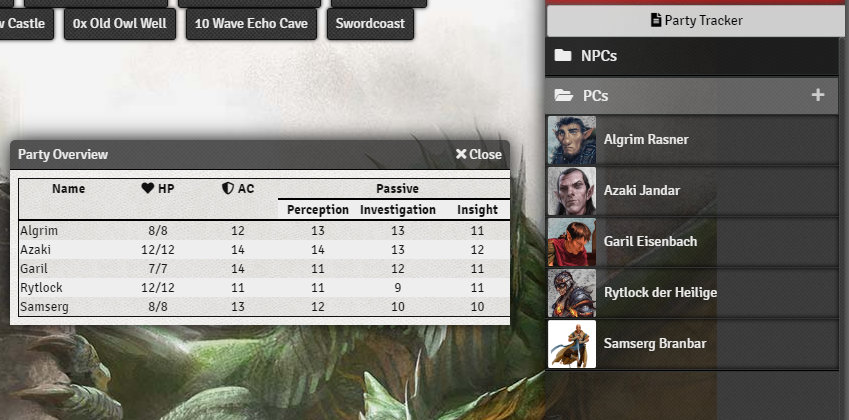 Castle
0x Old Owl Well
10 Wave Echo Cave
Swordcoast
Party Tracker
NPCs
PCs
Algrim Rasner
Azaki Jandar
Garil Eisenbach
Rytlock der Heilige
Samserg Branbar
Party Overview
Close
Name HP AC Passive
Perception Investigation Insight
Algrim 8/8 12 13 13 11
Azaki 12/12 14 14 13 12
Garil 7/7 14 11 12 11
Rytlock 12/12 11 11 9 11
Samserg 8/8 13 12 10 10